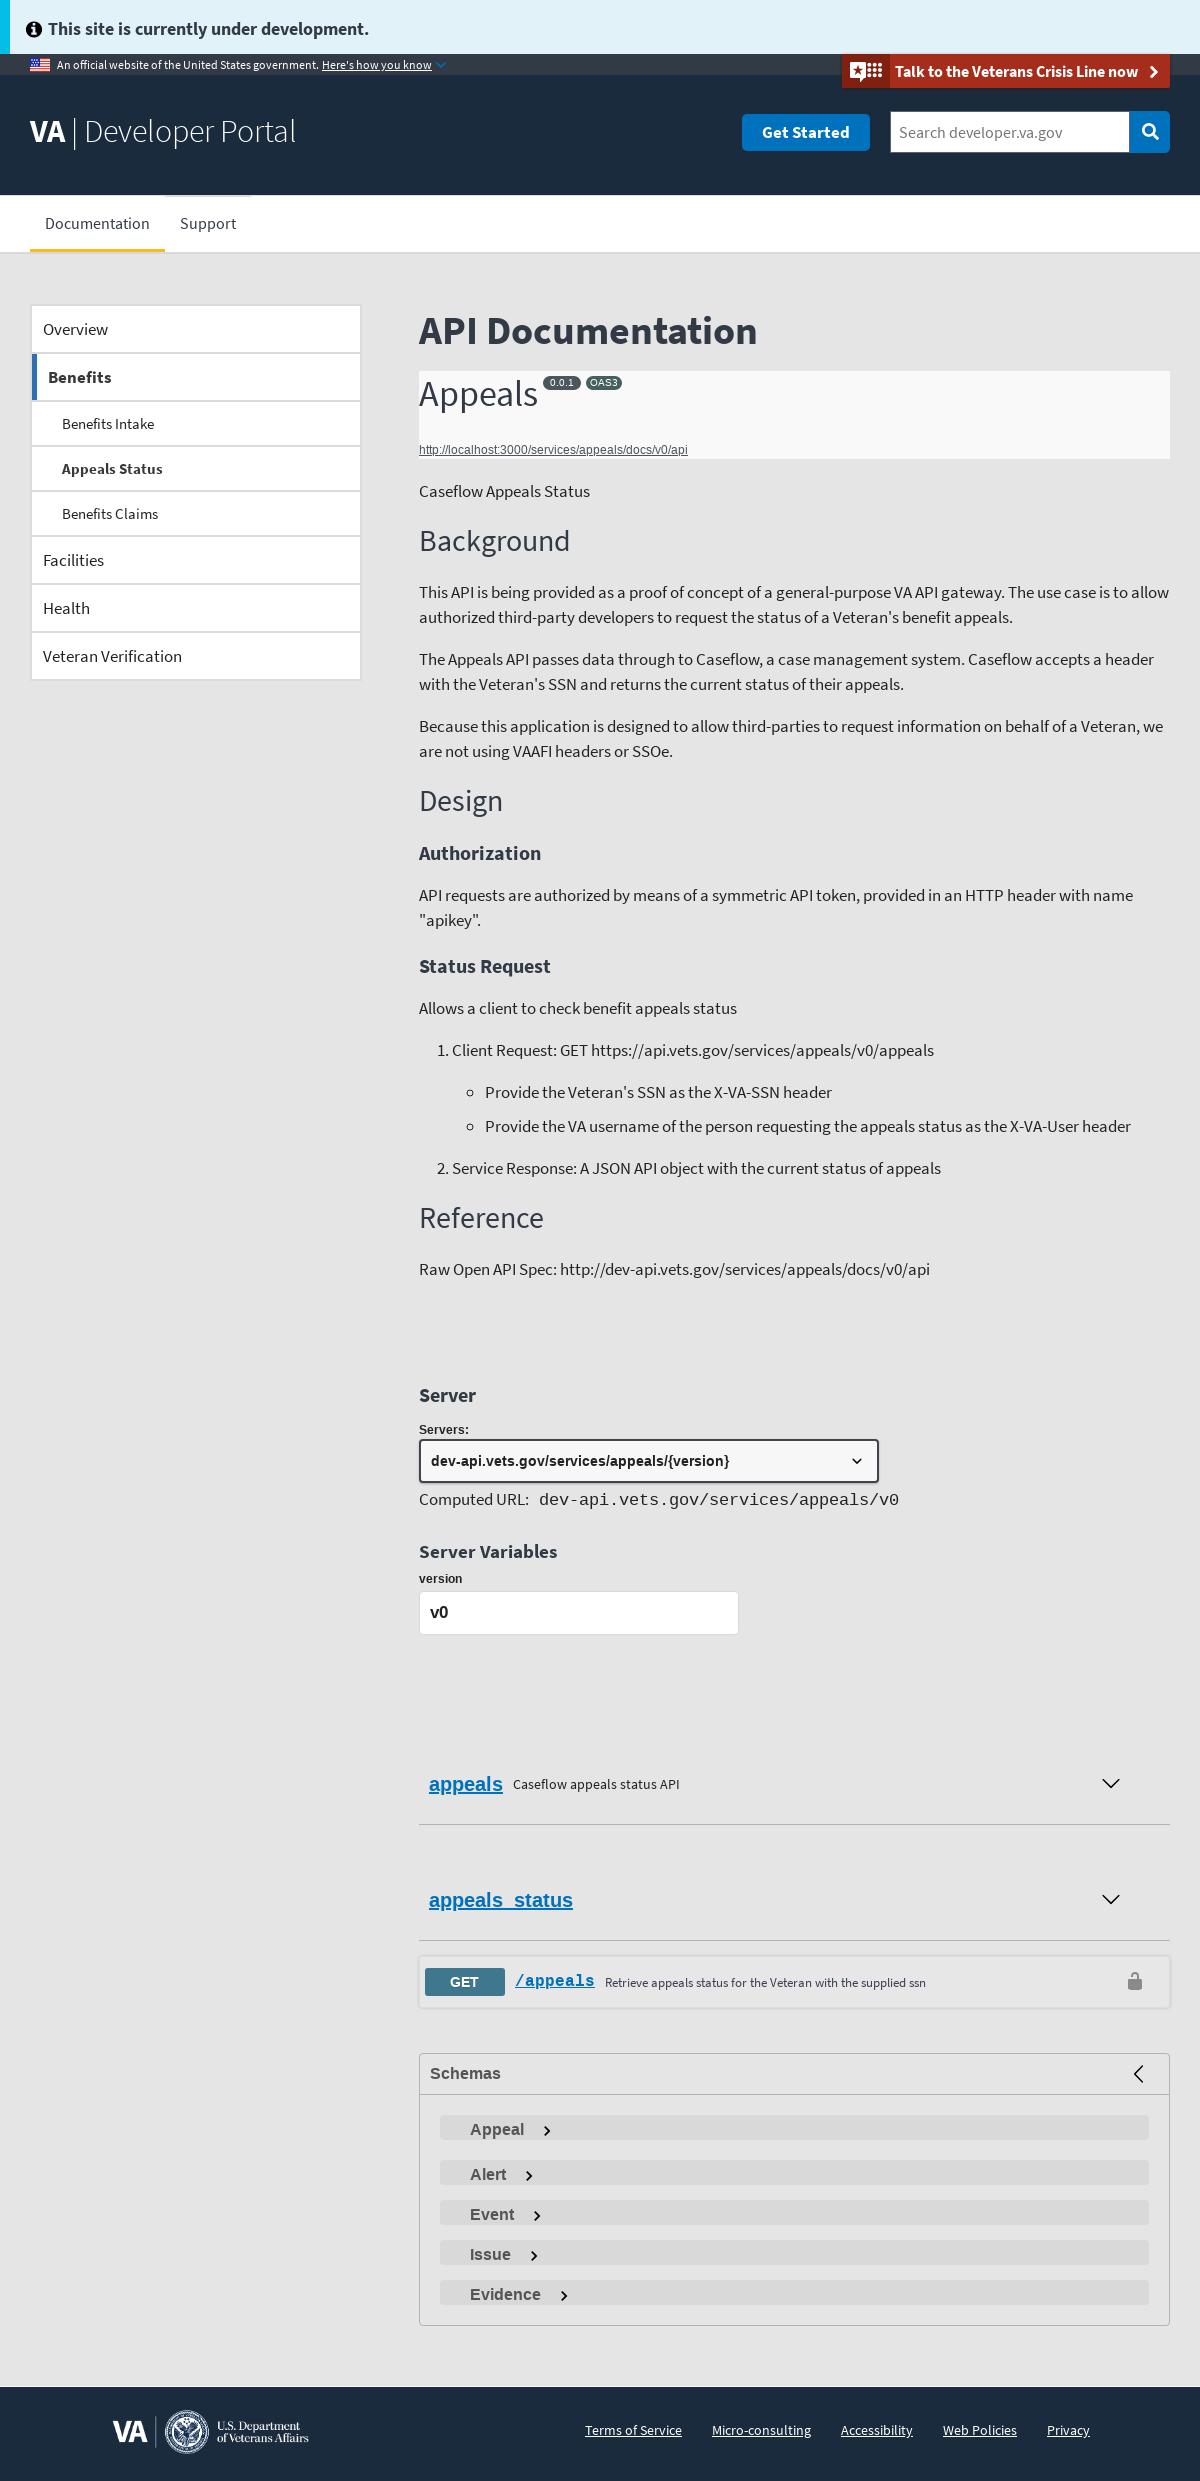 This site is currently under development.
An official website of the United States government. Here's how you know
Talk to the Veterans Crisis Line now
VA | Developer Portal
Get Started
Search developer.va.gov
Documentation
Support
Overview
Benefits
Benefits Intake
Appeals Status
Benefits Claims
Facilities
Health
Veteran Verification
API Documentation
Appeals 0.0.1 OAS3
http://localhost:3000/services/appeals/docs/v0/api
Caseflow Appeals Status
Background
This API is being provided as a proof of concept of a general-purpose VA API gateway. The use case is to allow
authorized third-party developers to request the status of a Veteran's benefit appeals.
The Appeals API passes data through to Caseflow, a case management system. Caseflow accepts a header
with the Veteran's SSN and returns the current status of their appeals.
Because this application is designed to allow third-parties to request information on behalf of a Veteran, we
are not using VAAFI headers or SSOe.
Design
Authorization
API requests are authorized by means of a symmetric API token, provided in an HTTP header with name
"apikey".
Status Request
Allows a client to check benefit appeals status
1. Client Request: GET https://api.vets.gov/services/appeals/v0/appeals
Provide the Veteran's SSN as the X-VA-SSN header
Provide the VA username of the person requesting the appeals status as the X-VA-User header
2. Service Response: A JSON API object with the current status of appeals
Reference
Raw Open API Spec: http://dev-api.vets.gov/services/appeals/docs/v0/api
Server
Servers:
dev-api.vets.gov/services/appeals/{version}
Computed URL: dev-api.vets.gov/services/appeals/v0
Server Variables
version
v0
appeals Caseflow appeals status API
appeals_status
GET /appeals Retrieve appeals status for the Veteran with the supplied ssn
Schemas
Appeal
Alert
Event
Issue
Evidence
VA | U.S. Department
of Veterans Affairs
Terms of Service
Micro-consulting
Accessibility
Web Policies
Privacy